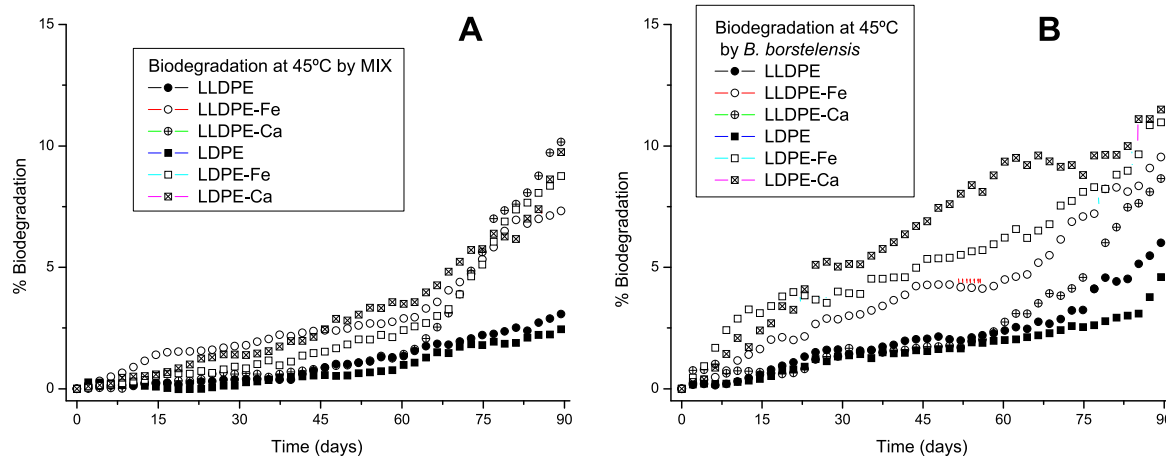 A
Biodegradation at 45ºC by MIX
LLDPE
LLDPE-Fe
LLDPE-Ca
LDPE
LDPE-Fe
LDPE-Ca
% Biodegradation
15
10
5
0
0 15 30 45 60 75 90
Time (days)
B
Biodegradation at 45ºC
by B. borstelensis
LLDPE
LLDPE-Fe
LLDPE-Ca
LDPE
LDPE-Fe
LDPE-Ca
% Biodegradation
15
10
5
0
0 15 30 45 60 75 90
Time (days)